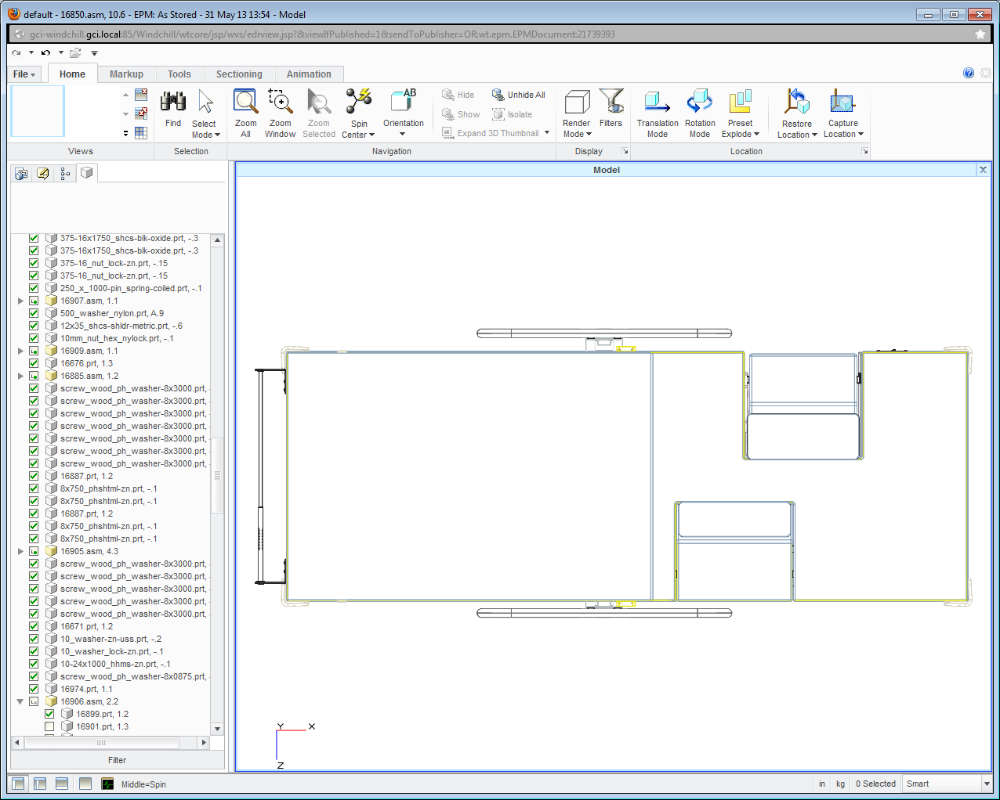 default - 16850.asm, 10.6 - EPM: As Stored - 31 May 13 13:54 - Model
gci-windchill.gci.local:85/Windchill/wtcore/jsp/wvs/edrview.jsp?&viewIfPublished=1&sendToPublisher=OR:wt.epm.EPMDocument:21739393
File Home Markup Tools Sectioning Animation
Find
Select Mode
Zoom All
Zoom Window
Zoom Selected
Spin Center
AB
Orientation
Hide
Show
Expand 3D Thumbnail
Unhide All
Isolate
Render Mode
Filters
Translation Mode
Rotation Mode
Preset Explode
Restore Location
Capture Location
Views Selection Navigation Display Location
Model X
375-16x1750_shcs-blk-oxide.prt, -.3
375-16x1750_shcs-blk-oxide.prt, -.3
375-16_nut_lock-zn.prt, -.15
375-16_nut_lock-zn.prt, -.15
250_x_1000-pin_spring-coiled.prt, -.1
16907.asm, 1.1
500_washer_nylon.prt, A.9
12x35_shcs-shldr-metric.prt, -.6
10mm_nut_hex_nylock.prt, -.1
16909.asm, 1.1
16676.prt, 1.3
16885.asm, 1.2
screw_wood_ph_washer-8x3000.prt,
screw_wood_ph_washer-8x3000.prt,
screw_wood_ph_washer-8x3000.prt,
screw_wood_ph_washer-8x3000.prt,
screw_wood_ph_washer-8x3000.prt,
screw_wood_ph_washer-8x3000.prt,
screw_wood_ph_washer-8x3000.prt,
16887.prt, 1.2
8x750_phshtml-zn.prt, -.1
8x750_phshtml-zn.prt, -.1
16887.prt, 1.2
8x750_phshtml-zn.prt, -.1
8x750_phshtml-zn.prt, -.1
16905.asm, 4.3
screw_wood_ph_washer-8x3000.prt,
screw_wood_ph_washer-8x3000.prt,
screw_wood_ph_washer-8x3000.prt,
screw_wood_ph_washer-8x3000.prt,
screw_wood_ph_washer-8x3000.prt,
16671.prt, 1.2
10_washer-zn-uss.prt, -.2
10_washer_lock-zn.prt, -.1
10-24x1000_hhms-zn.prt, -.1
screw_wood_ph_washer-8x0875.prt,
16974.prt, 1.1
16906.asm, 2.2
16899.prt, 1.2
16901.prt, 1.3
Filter
Y X
Z
Middle=Spin in kg 0 Selected Smart